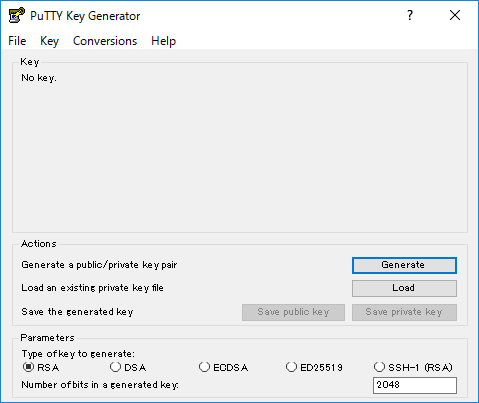 PuTTY Key Generator
File Key Conversions Help
Key
No key.
Actions
Generate a public/private key pair Generate
Load an existing private key file Load
Save the generated key Save public key Save private key
Parameters
Type of key to generate:
RSA DSA ECDSA ED25519 SSH-1 (RSA)
Number of bits in a generated key: 2048